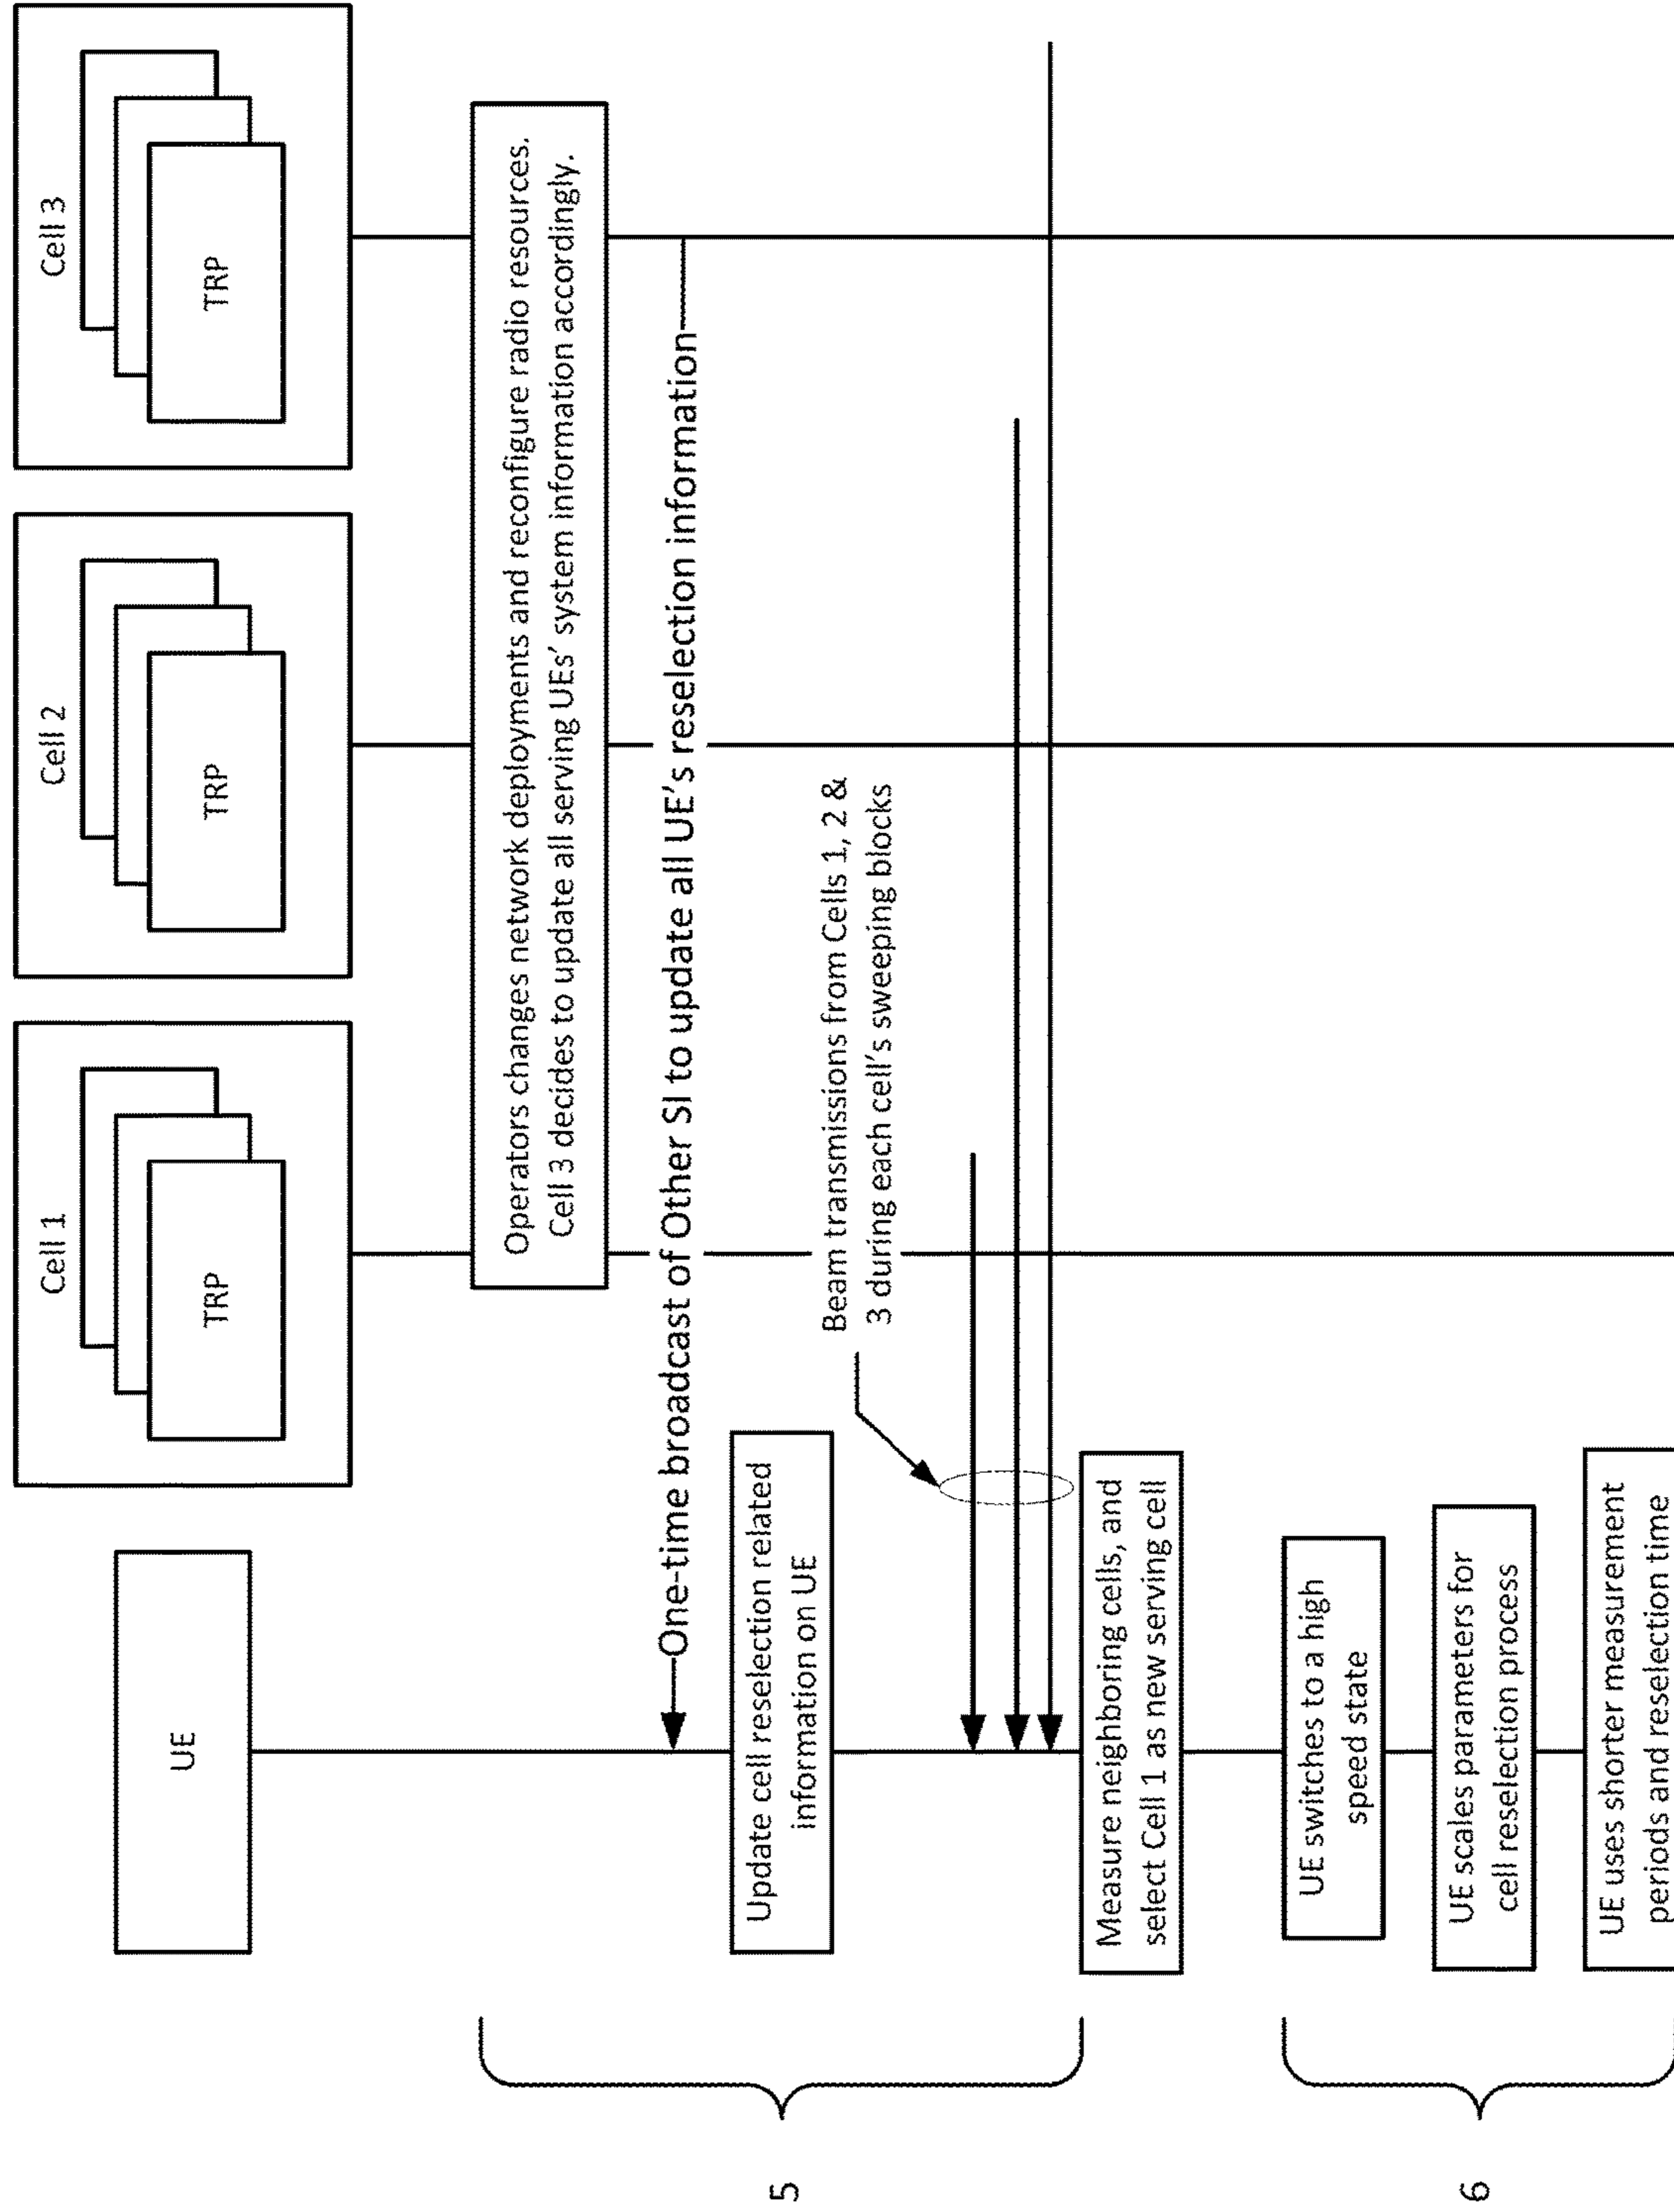 UE
Cell 1
TRP
Cell 2
TRP
Cell 3
TRP
Operators changes network deployments and reconfigure radio resources.
Cell 3 decides to update all serving UEs' system information accordingly.
One-time broadcast of Other SI to update all UE's reselection information
5
Update cell reselection related
information on UE
Beam transmissions from Cells 1, 2 &
3 during each cell's sweeping blocks
Measure neighboring cells, and
select Cell 1 as new serving cell
6
UE switches to a high
speed state
UE scales parameters for
cell reselection process
UE uses shorter measurement
periods and reselection time